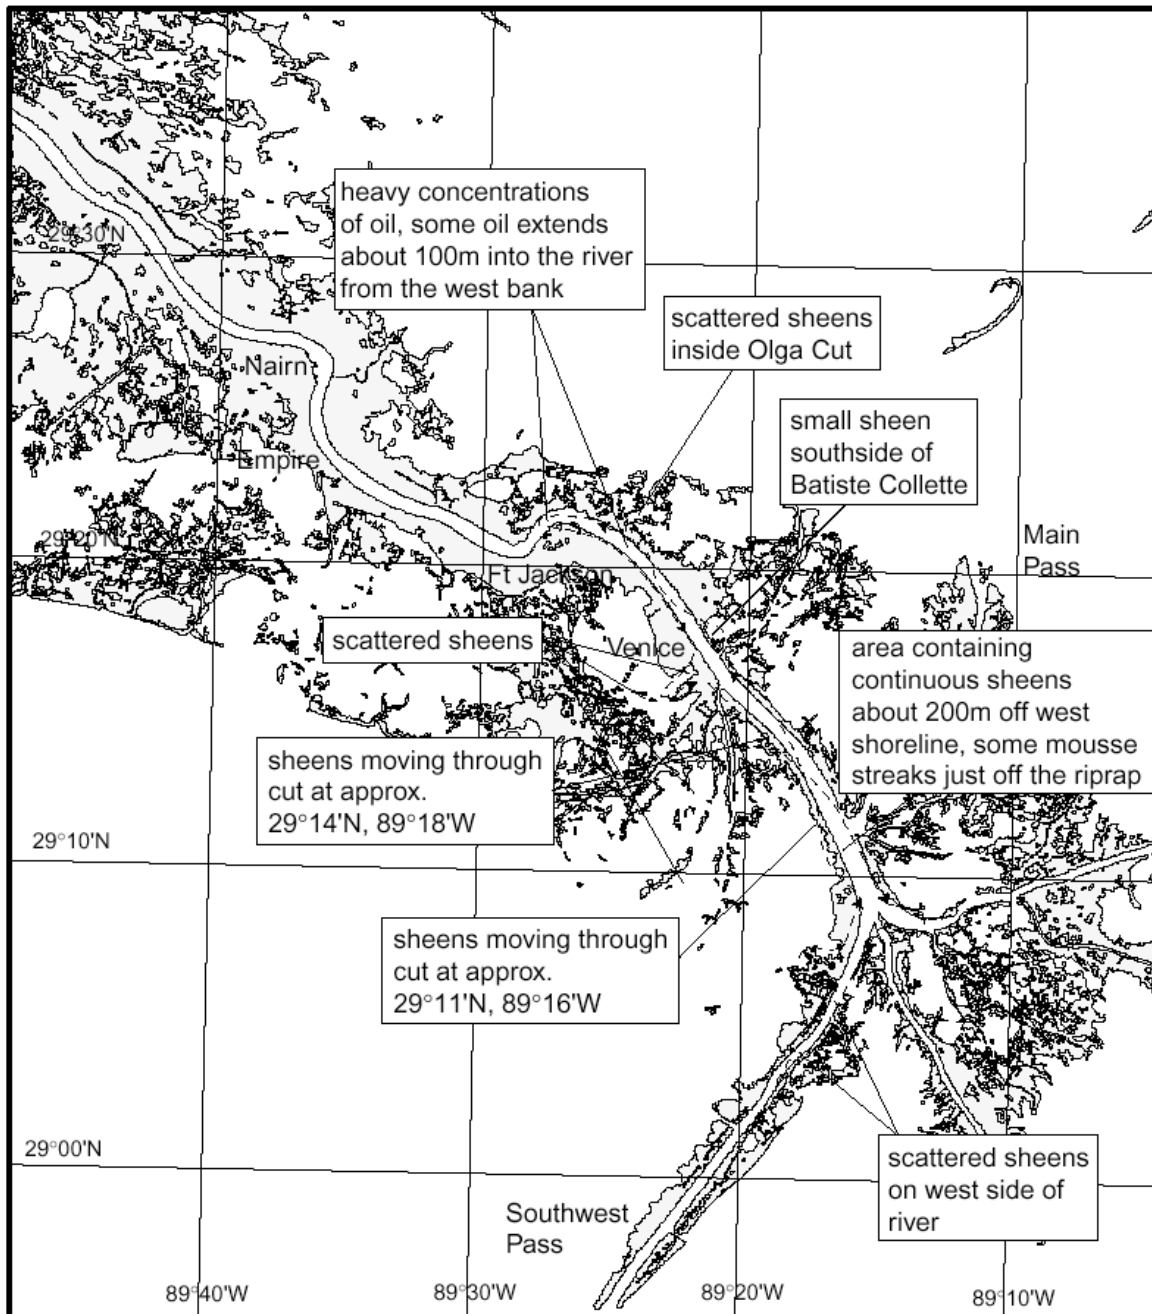 29°30'N
heavy concentrations
of oil, some oil extends
about 100m into the river
from the west bank
scattered sheens
inside Olga Cut
Nairn
small sheen
southside of
Batiste Collette
Empire
29°20'N
Main
Pass
Ft Jackson
scattered sheens
Venice
area containing
continuous sheens
about 200m off west
shoreline, some mousse
streaks just off the riprap
sheens moving through
cut at approx.
29°14'N, 89°18'W
29°10'N
sheens moving through
cut at approx.
29°11'N, 89°16'W
29°00'N
scattered sheens
on west side of
river
Southwest
Pass
89°40'W
89°30'W
89°20'W
89°10'W